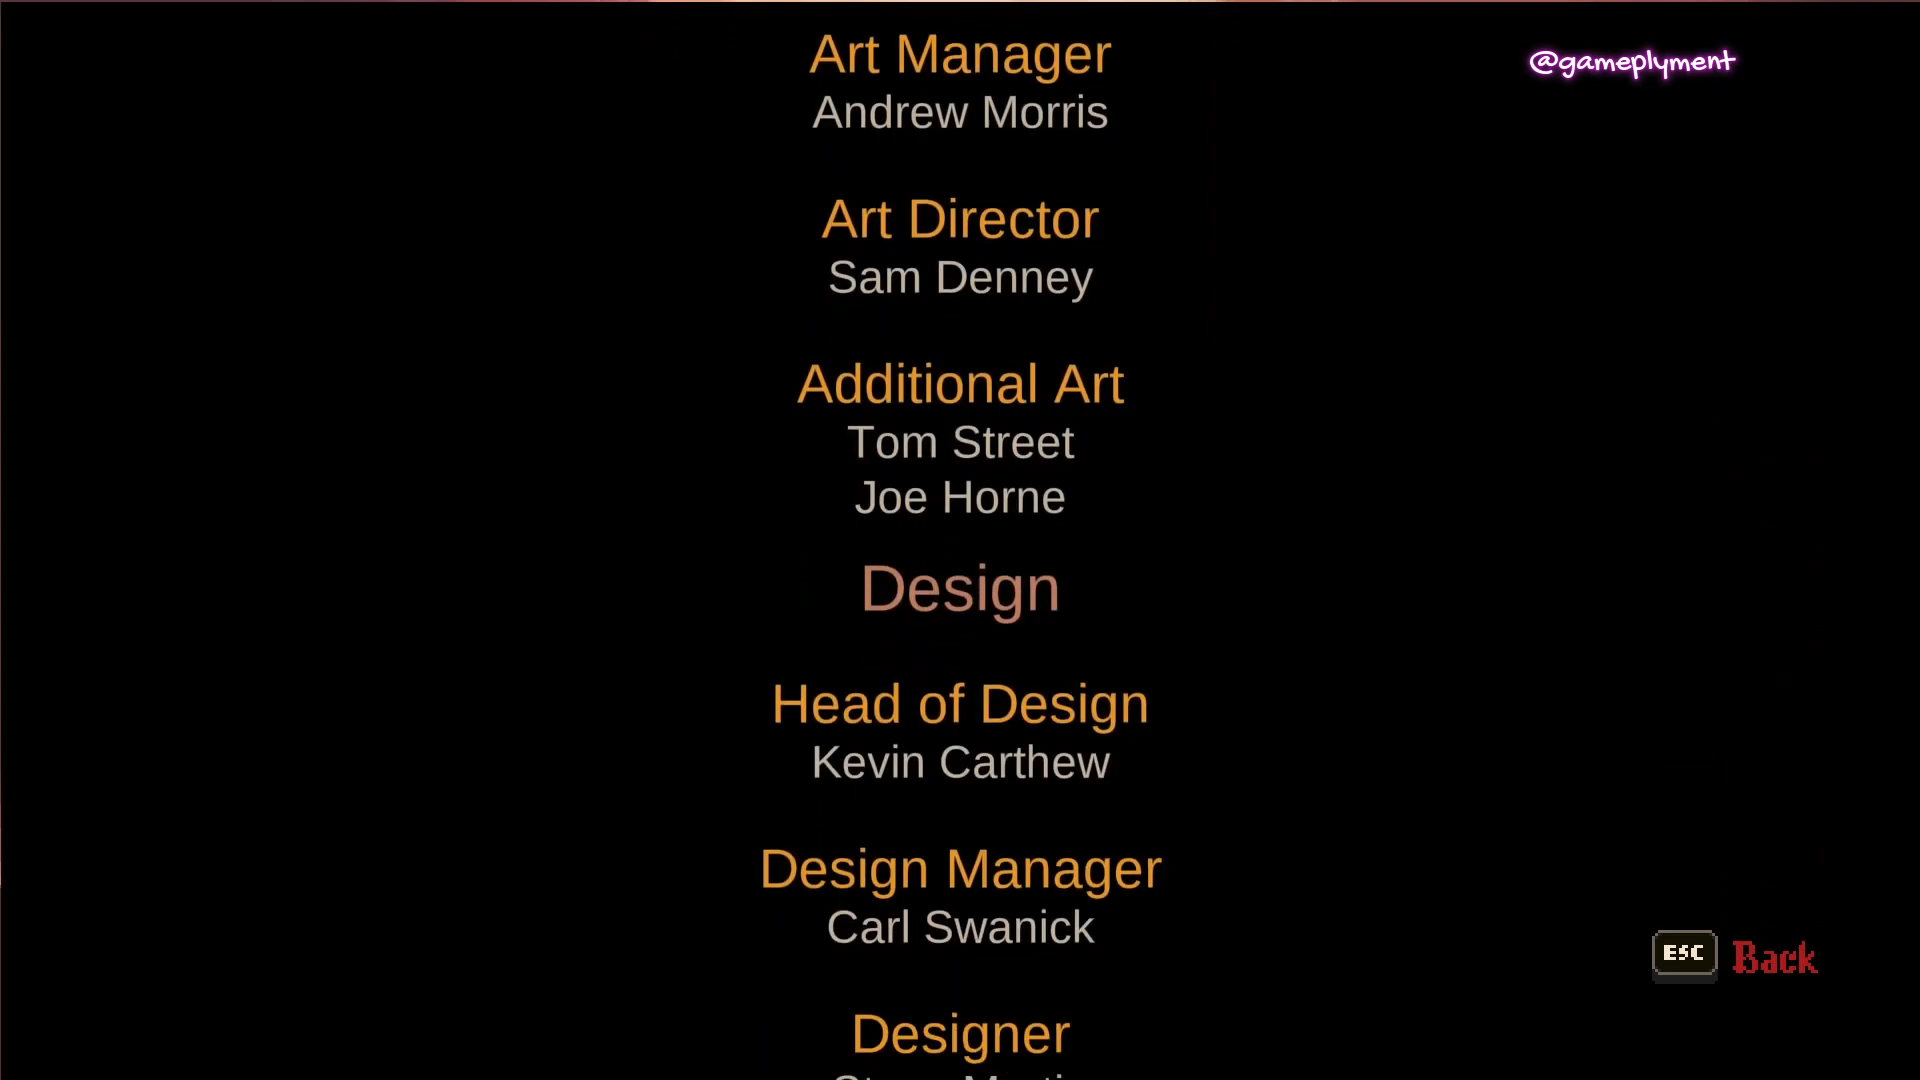 Art Manager
@gameplyment
Andrew Morris
Art Director
Sam Denney
Additional Art
Tom Street
Joe Horne
Design
Head of Design
Kevin Carthew
Design Manager
Carl Swanick
ESC Back
Designer